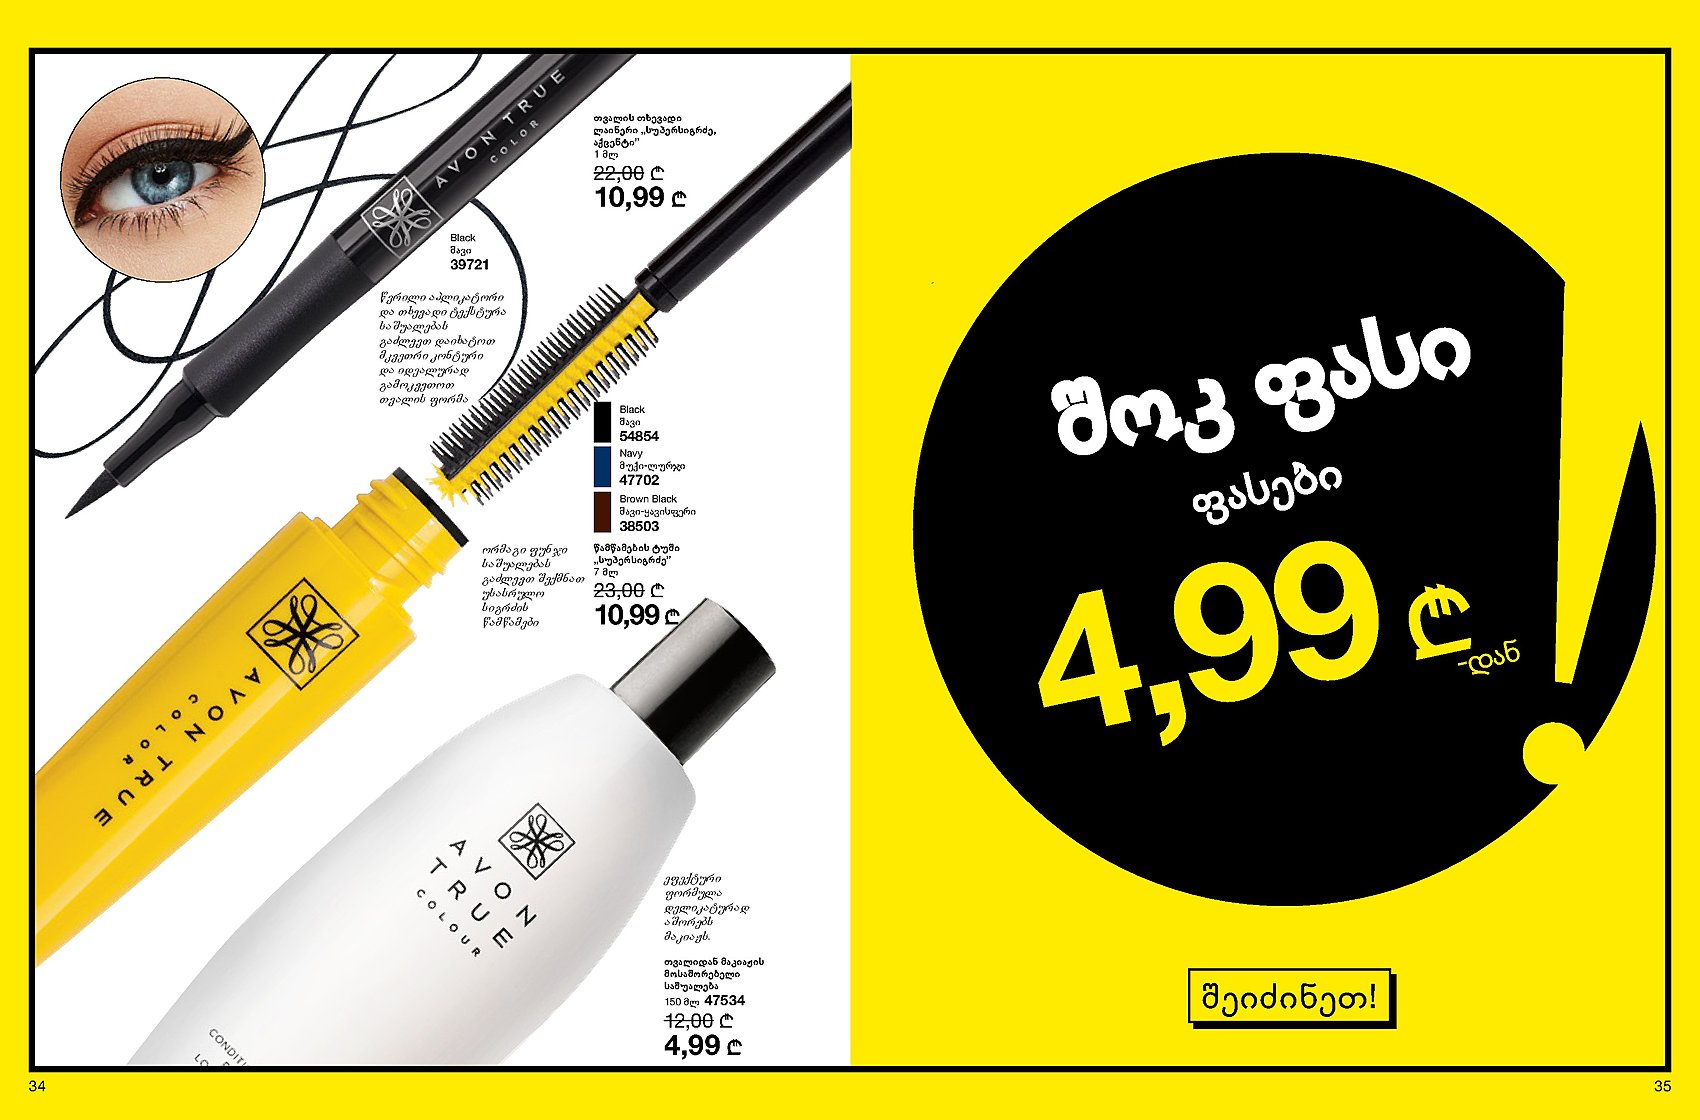 AVON TRUE
COLOR
თვალის თხევადი
ლაინერი „სუპერსიგრძე,
აქცენტი”
1 მლ
22,00 ₾
10,99 ₾
Black
შავი
39721
წერილი აპლიკატორი
და თხევადი ტექსტურა
საშუალებას
გაძლევთ დაიხატოთ
მკვეთრი კონტური
და იდეალურად
გამოკვეთოთ
თვალის ფორმა
Black
შავი
54854
Navy
მუქი-ლურჯი
47702
Brown Black
შავი-ყავისფერი
38503
ორმაგი ფუნჯი
საშუალებას
გაძლევთ შექმნათ
უსასრულო
სიგრძის
წამწამები
წამწამების ტუში
„სუპერსიგრძე”
7 მლ
23,00 ₾
10,99 ₾
AVON TRUE
COLOR
AVON
TRUE
COLOUR
ეფექტური
ფორმულა
დელიკატურად
აშორებს
მაკიაჟს.
თვალიდან მაკიაჟის
მოსაშორებელი
საშუალება
150 მლ 47534
12,00 ₾
4,99 ₾
34
შოკ ფასი
ფასები
4,99 ₾
-დან
შეიძინეთ!
35